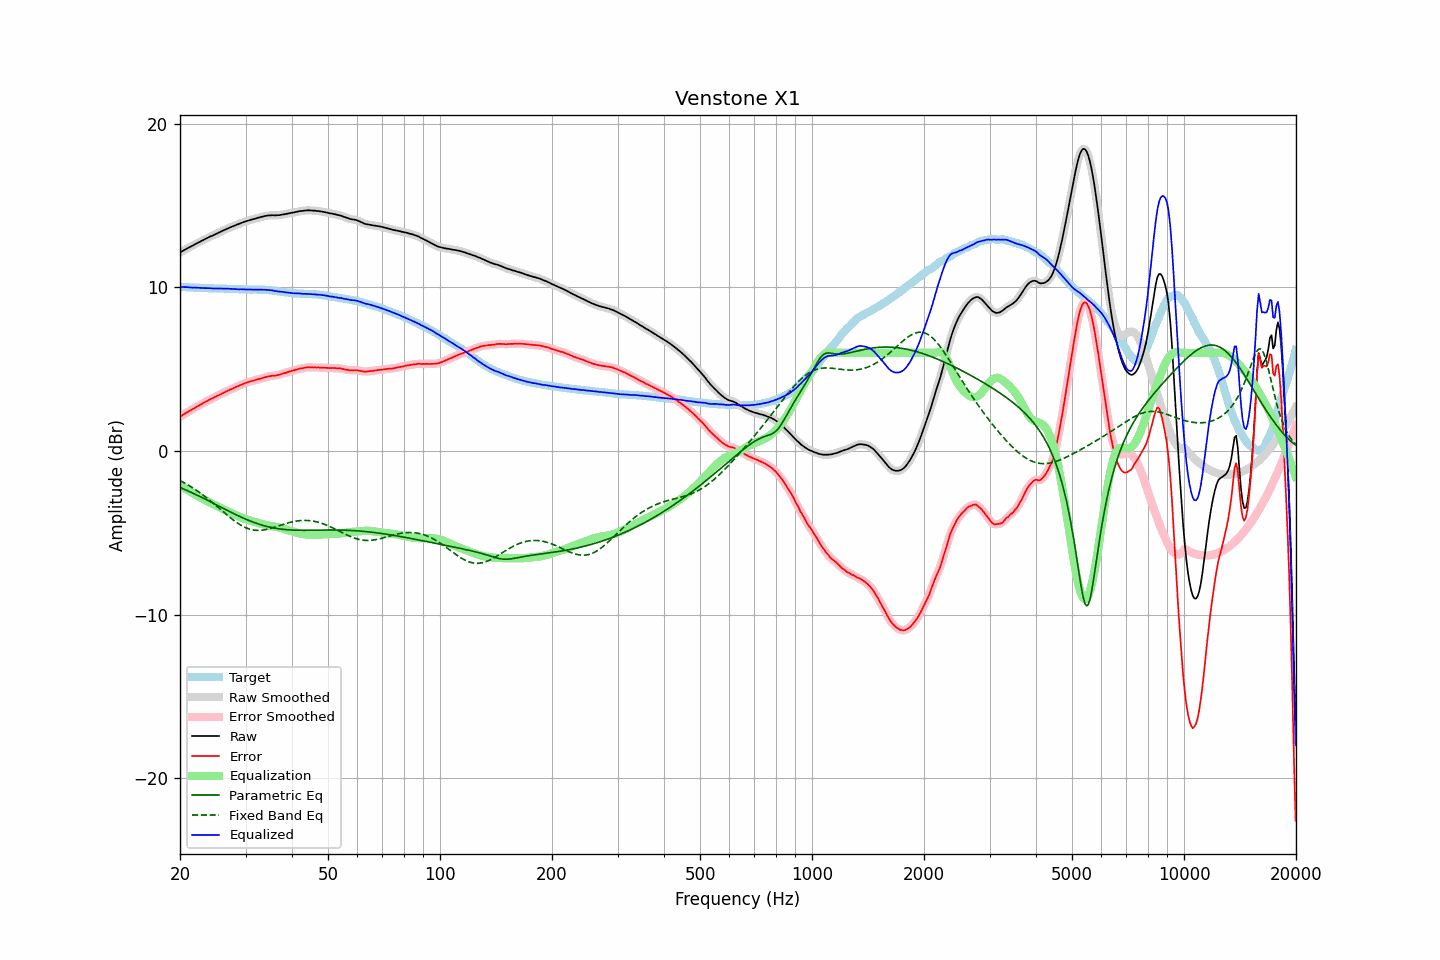 Venstone X1
Amplitude (dBr)
20
10
0
−10
−20
Target
Raw Smoothed
Error Smoothed
Raw
Error
Equalization
Parametric Eq
Fixed Band Eq
Equalized
20 50 100 200 500 1000 2000 5000 10000 20000
Frequency (Hz)